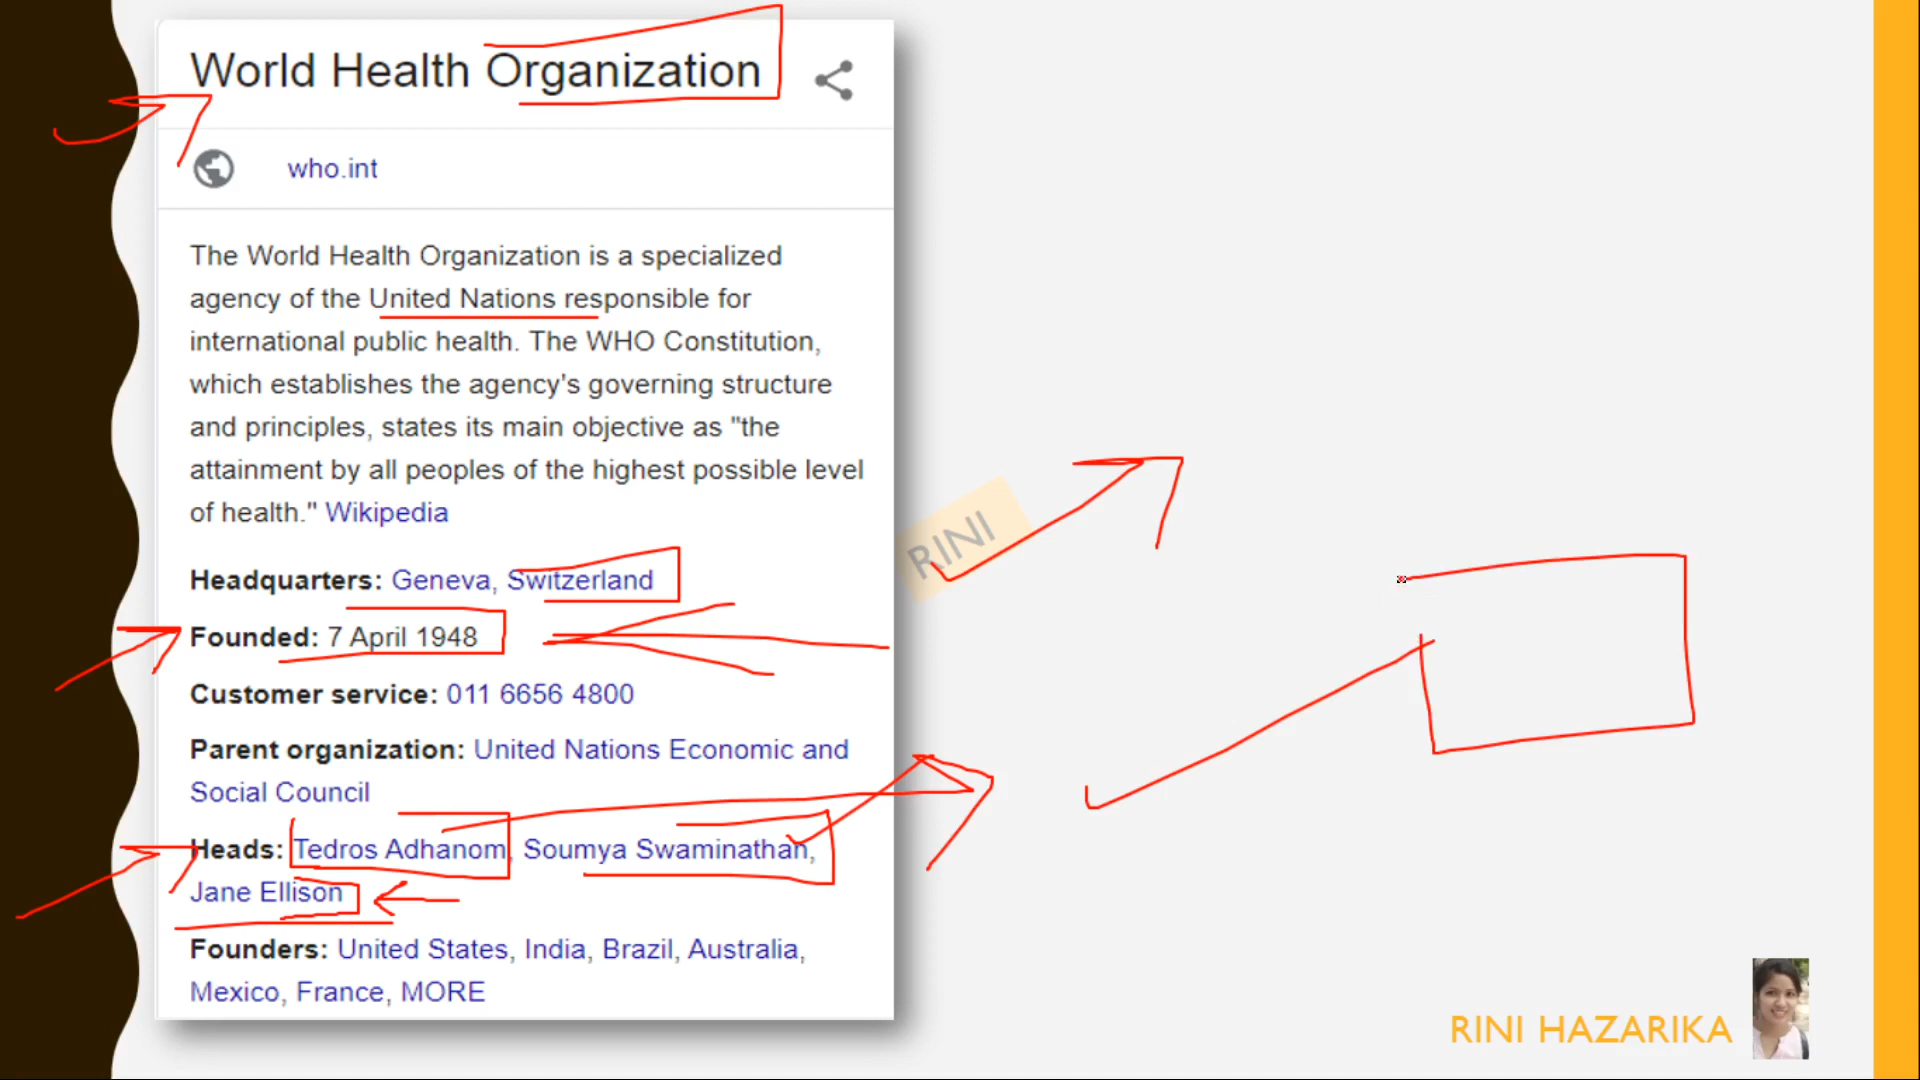 World Health Organization
who.int
The World Health Organization is a specialized
agency of the United Nations responsible for
international public health. The WHO Constitution,
which establishes the agency's governing structure
and principles, states its main objective as "the
attainment by all peoples of the highest possible level
of health." Wikipedia
Headquarters: Geneva, Switzerland
Founded: 7 April 1948
Customer service: 011 6656 4800
Parent organization: United Nations Economic and
Social Council
Heads: Tedros Adhanom, Soumya Swaminathan,
Jane Ellison
Founders: United States, India, Brazil, Australia,
Mexico, France, MORE
RINI
RINI HAZARIKA